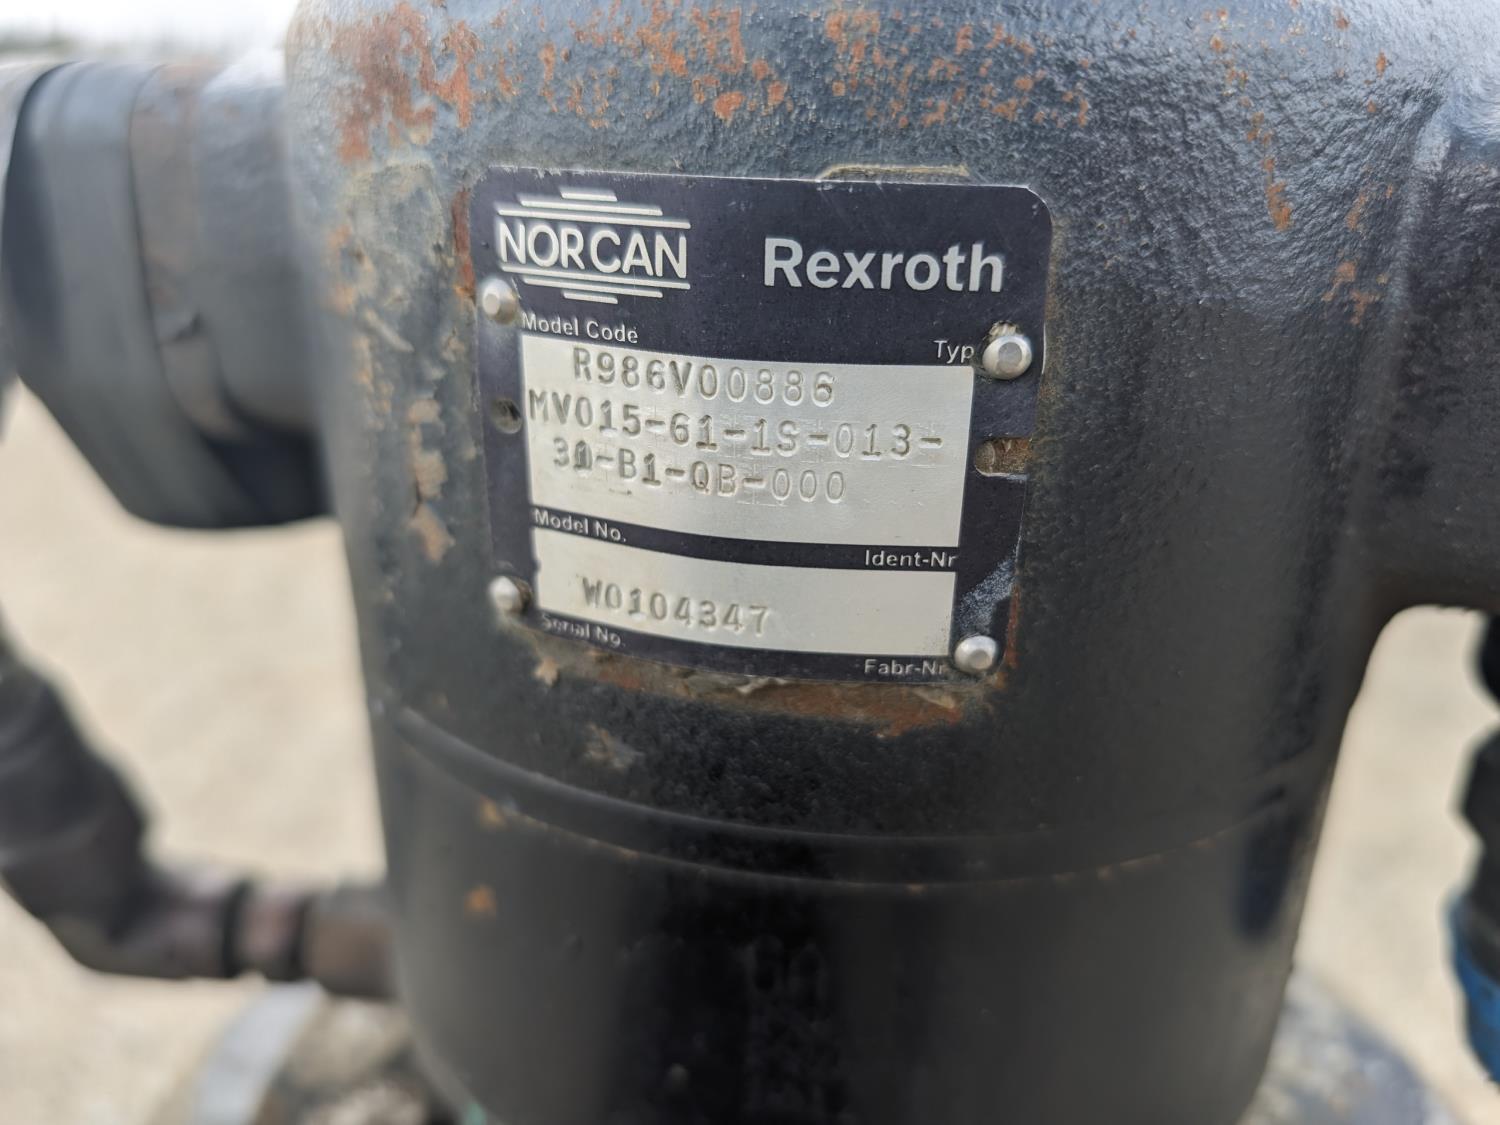 NORCAN
Rexroth
Model Code
Typ
R986V00886
MV015-61-1S-013-
-B1-QB-000
Model No.
Ident-Nr
W0104347
Serial No.
Fabr-Nr